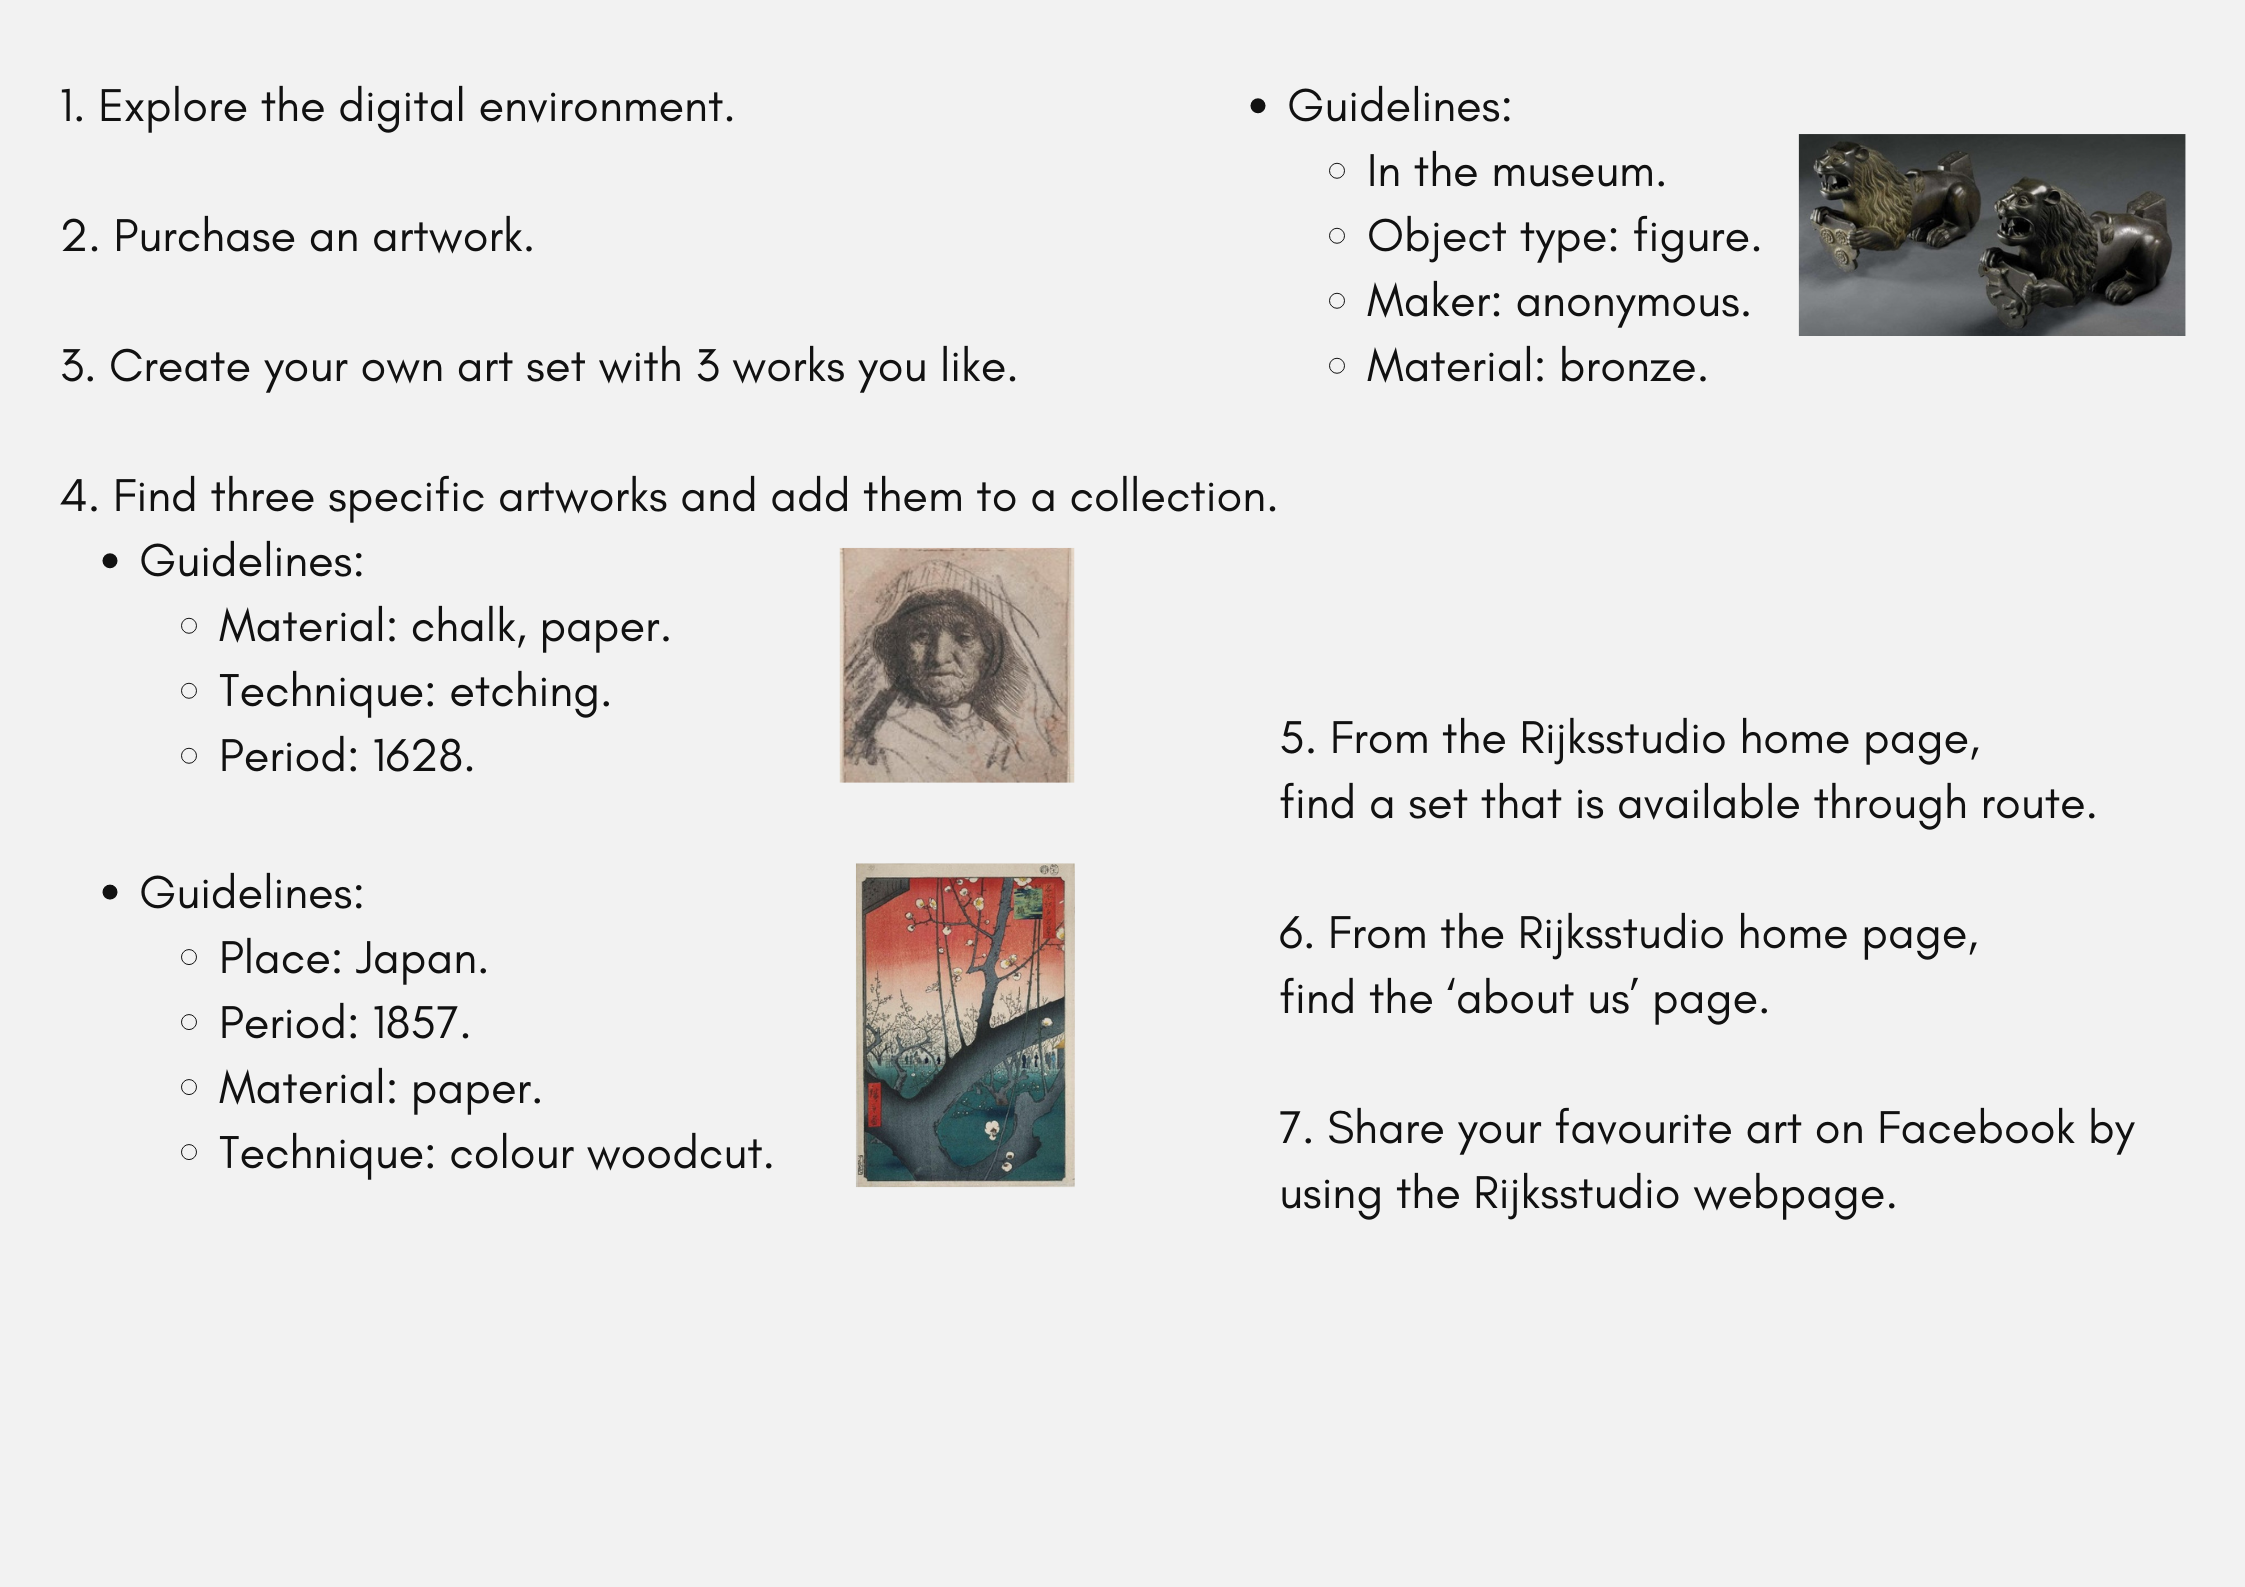 1. Explore the digital environment.
2. Purchase an artwork.
3. Create your own art set with 3 works you like.
4. Find three specific artworks and add them to a collection.
• Guidelines:
○ Material: chalk, paper.
○ Technique: etching.
○ Period: 1628.
• Guidelines:
○ Place: Japan.
○ Period: 1857.
○ Material: paper.
○ Technique: colour woodcut.
• Guidelines:
○ In the museum.
○ Object type: figure.
○ Maker: anonymous.
○ Material: bronze.
5. From the Rijksstudio home page,
find a set that is available through route.
6. From the Rijksstudio home page,
find the ‘about us’ page.
7. Share your favourite art on Facebook by
using the Rijksstudio webpage.